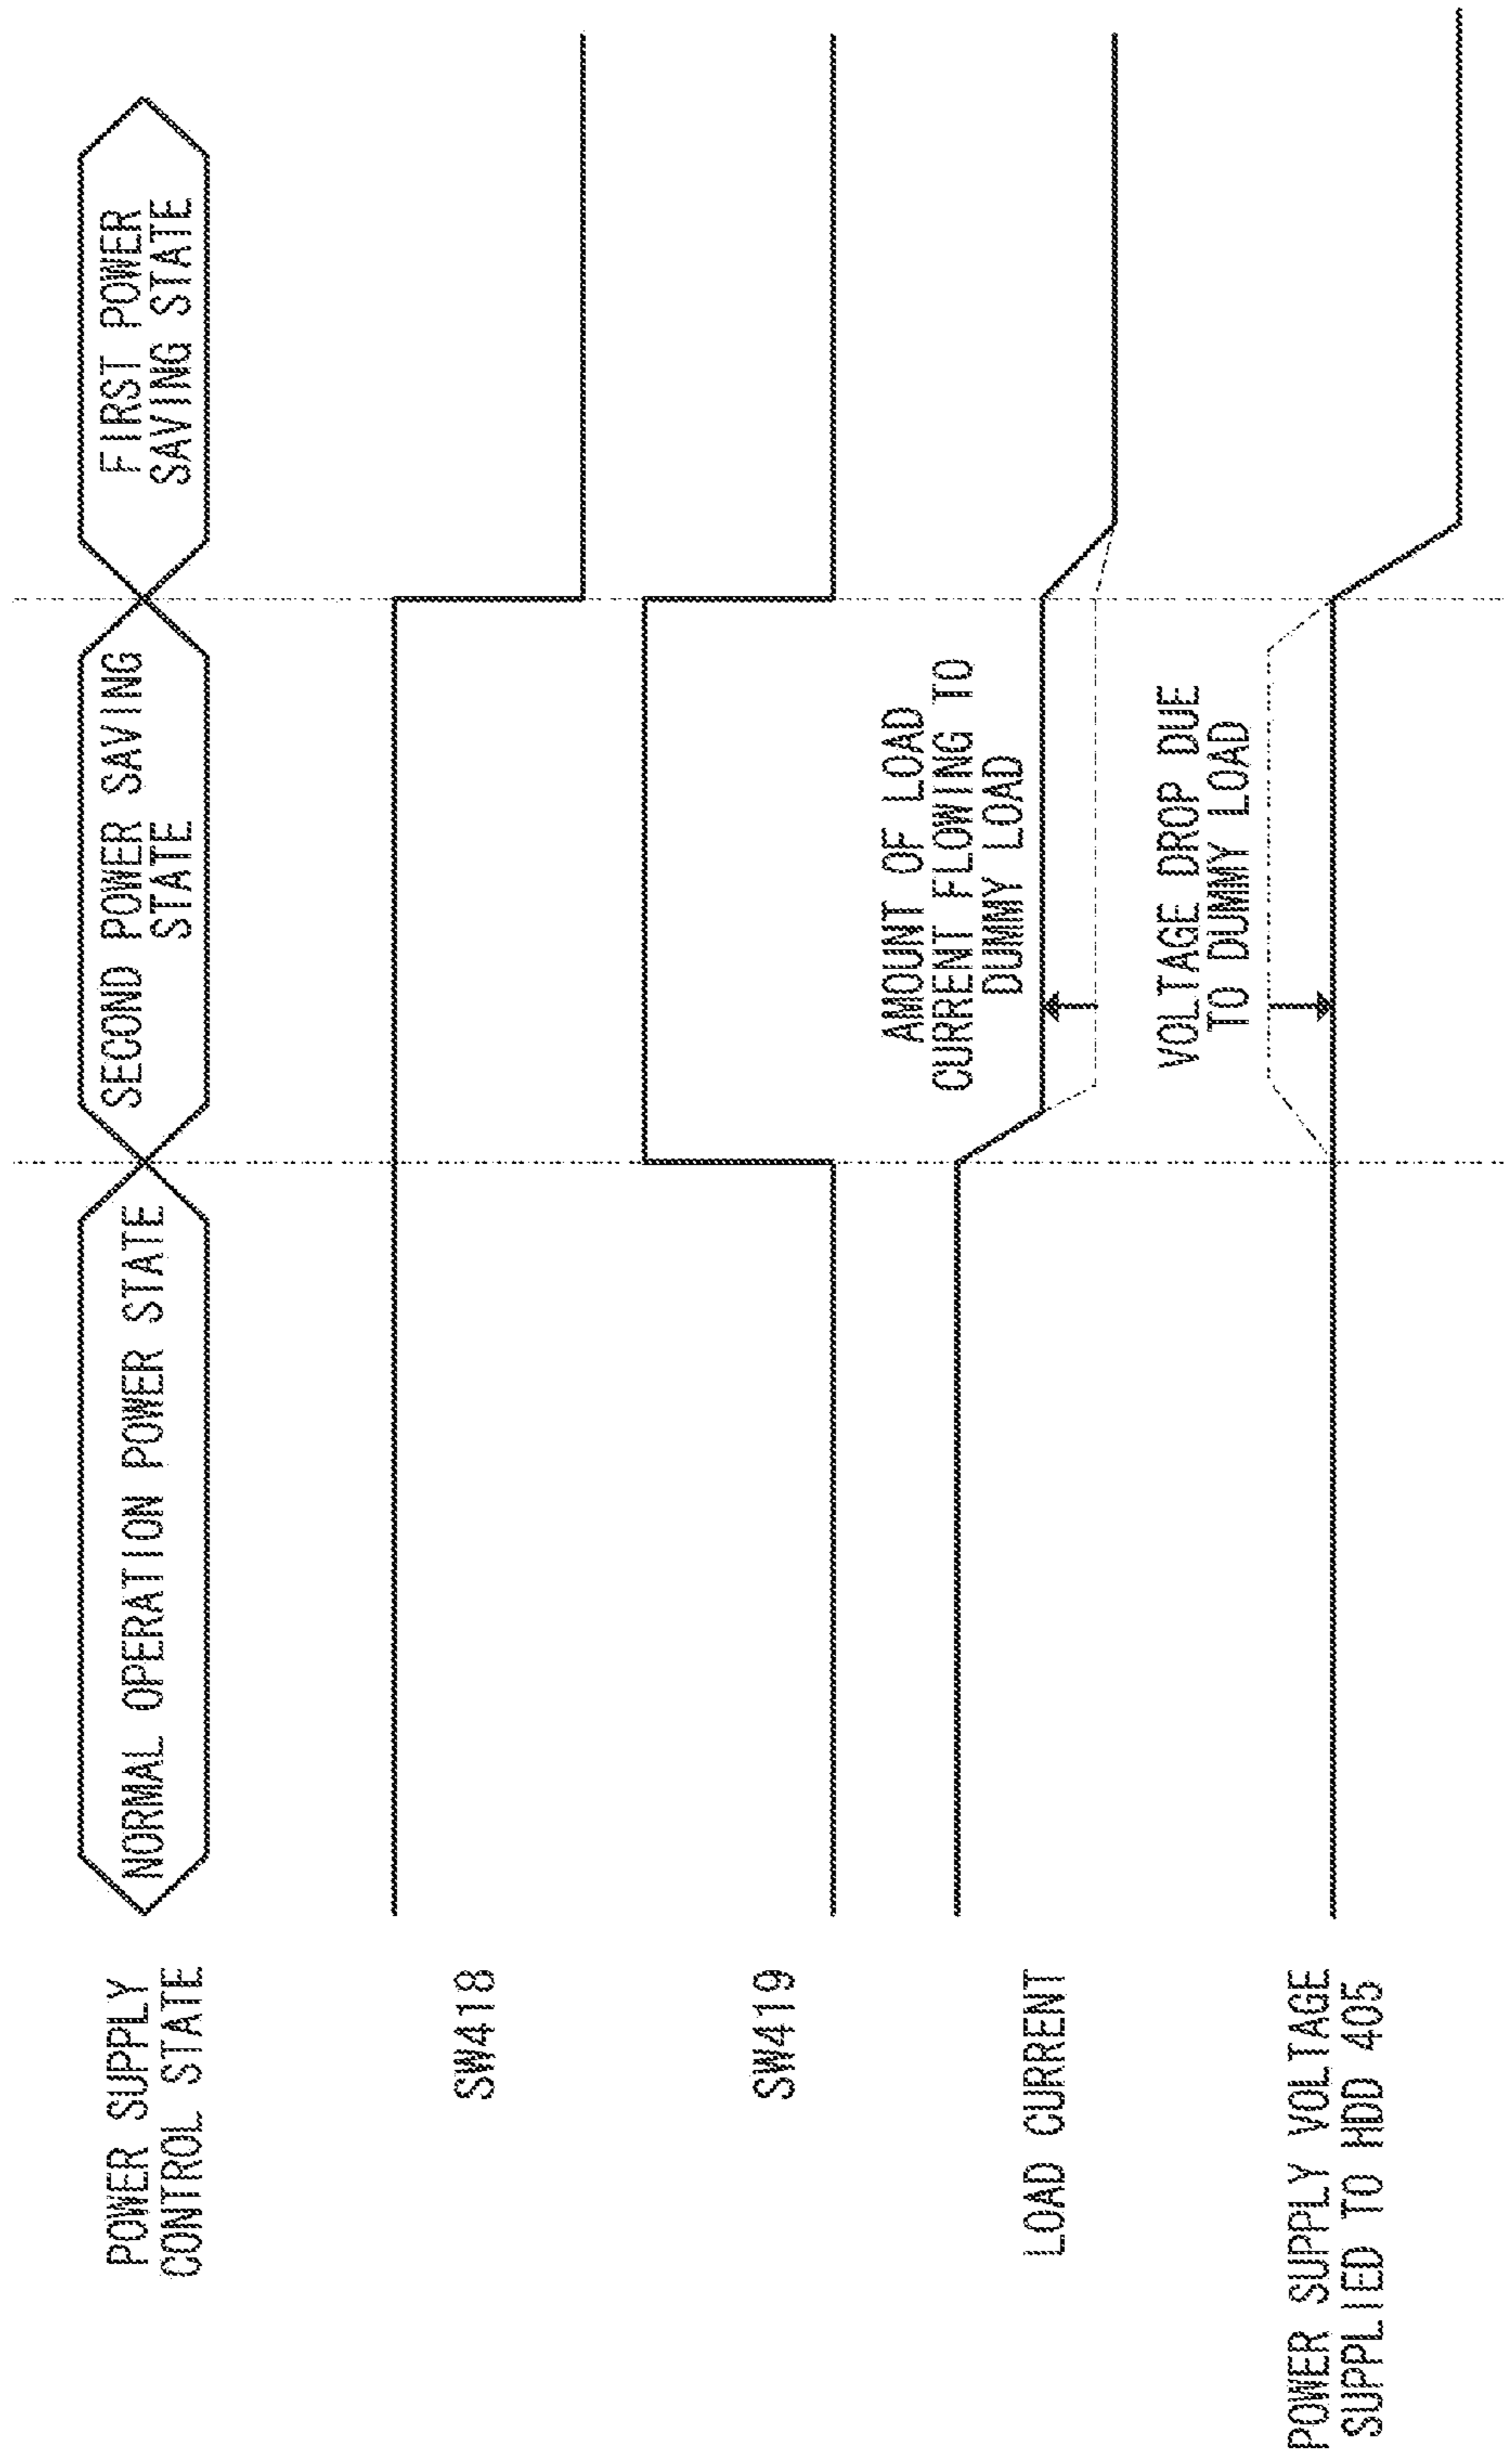 POWER SUPPLY
CONTROL STATE
NORMAL OPERATION POWER STATE
SECOND POWER SAVING
STATE
FIRST POWER
SAVING STATE
SW418
SW419
LOAD CURRENT
AMOUNT OF LOAD
CURRENT FLOWING TO
DUMMY LOAD
POWER SUPPLY VOLTAGE
SUPPLIED TO HDD 405
VOLTAGE DROP DUE
TO DUMMY LOAD